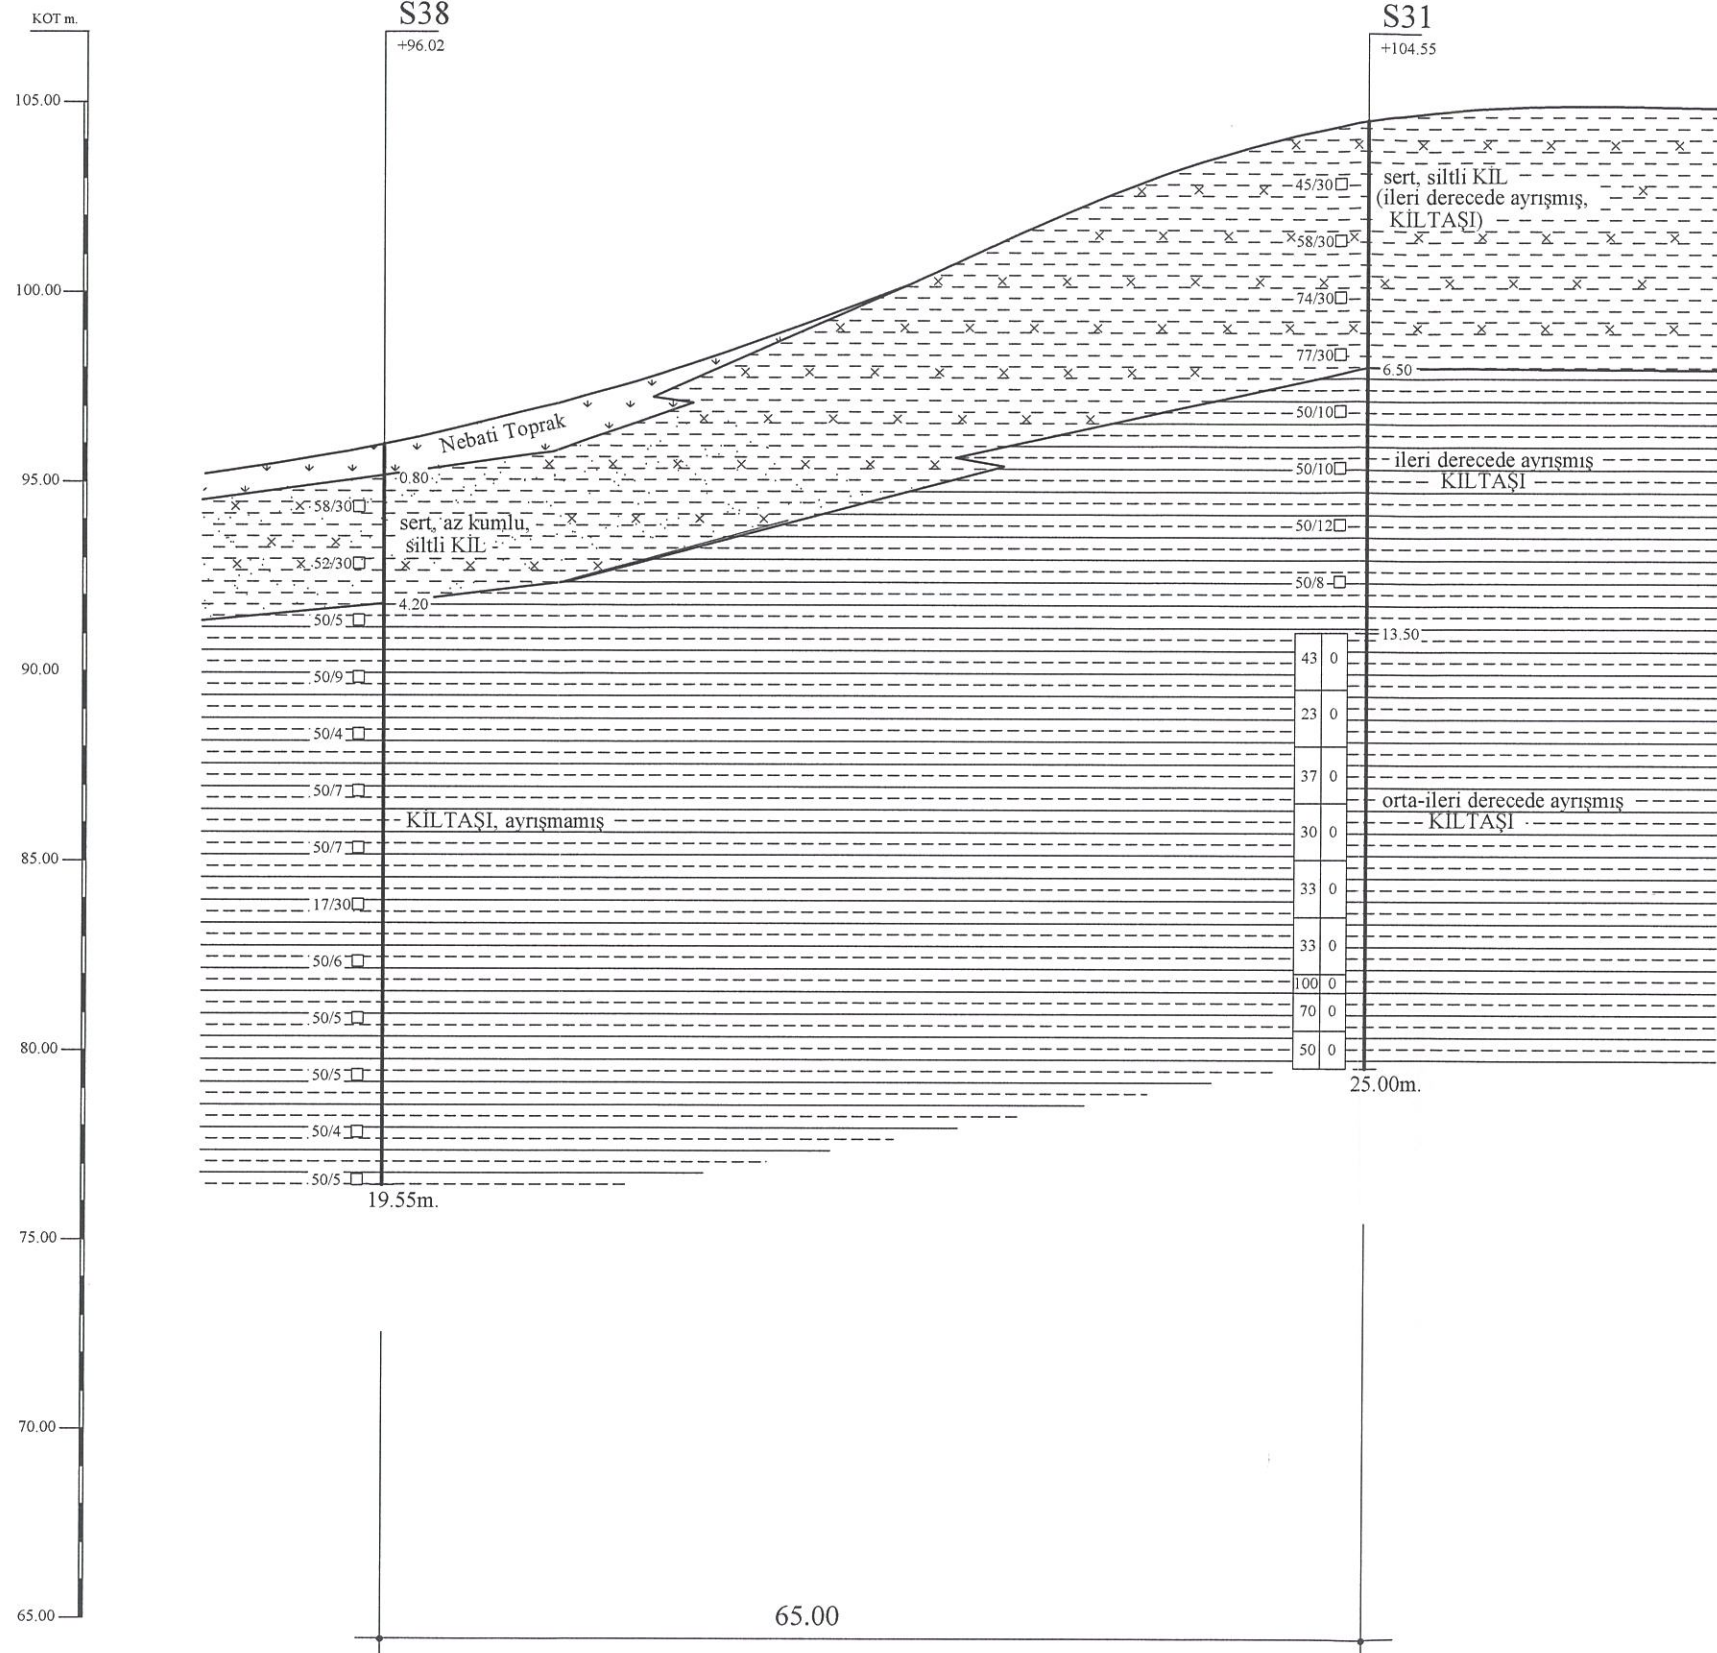 KOT m.
S38
+96.02
S31
+104.55
105.00
100.00
95.00
90.00
85.00
80.00
75.00
70.00
65.00
Nebati Toprak
0.80
58/30
sert, az kumlu,
siltli KİL
52/30
4.20
50/5
50/9
50/4
50/7
KİLTAŞI, ayrışmamış
50/7
17/30
50/6
50/5
50/5
50/4
50/5
19.55m.
45/30
sert, siltli KİL
(ileri derecede ayrışmış,
KİLTAŞI)
58/30
74/30
77/30
6.50
50/10
50/10
ileri derecede ayrışmış
KİLTAŞI
50/12
50/8
13.50
43 0
23 0
37 0
orta-ileri derecede ayrışmış
KİLTAŞI
30 0
33 0
33 0
100 0
70 0
50 0
25.00m.
65.00